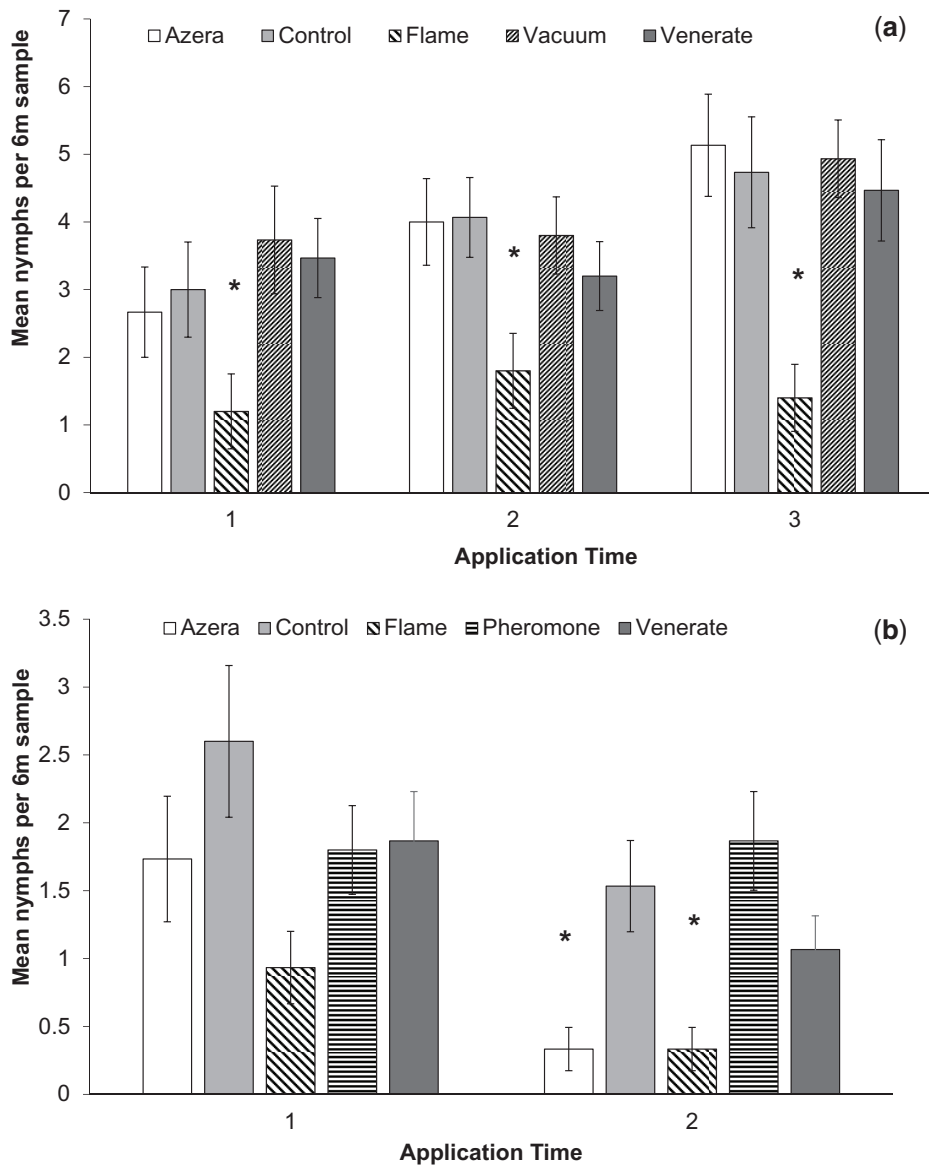 Azera Control Flame Vacuum Venerate
(a)
Mean nymphs per 6m sample
7
6
5
4
3
2
1
0
*
*
*
1 2 3
Application Time
Azera Control Flame Pheromone Venerate
(b)
Mean nymphs per 6m sample
3.5
3
2.5
2
1.5
1
0.5
0
*
*
1 2
Application Time